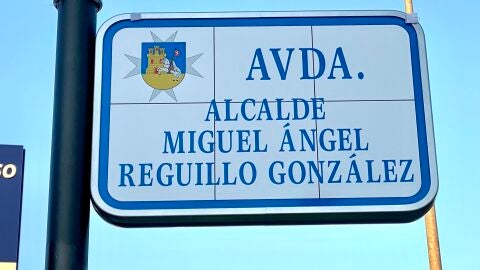 AVDA.
ALCALDE
MIGUEL ÁNGEL
REGUILLO GONZÁLEZ